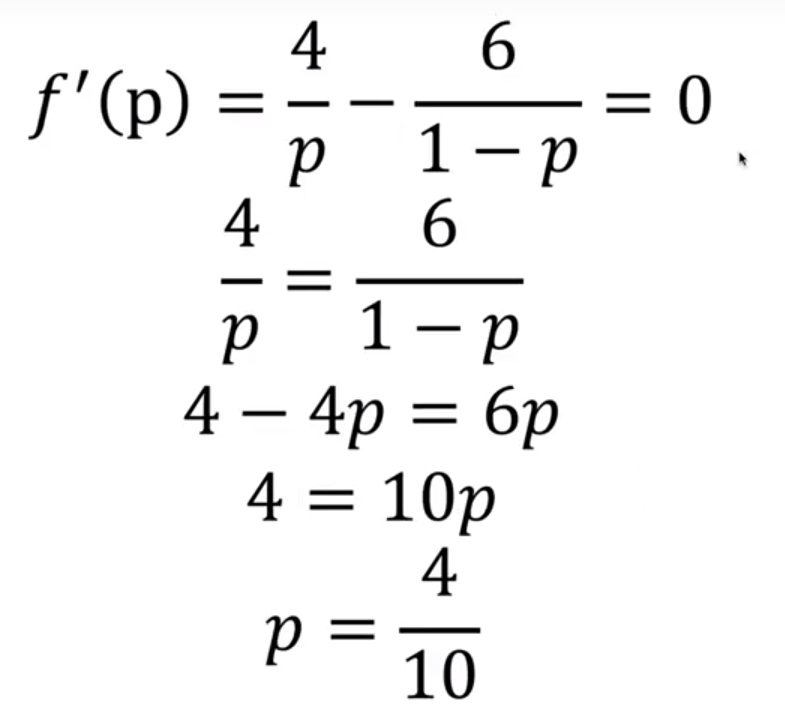 f′(p) = 4/p − 6/(1 − p) = 0
4/p = 6/(1 − p)
4 − 4p = 6p
4 = 10p
p = 4/10